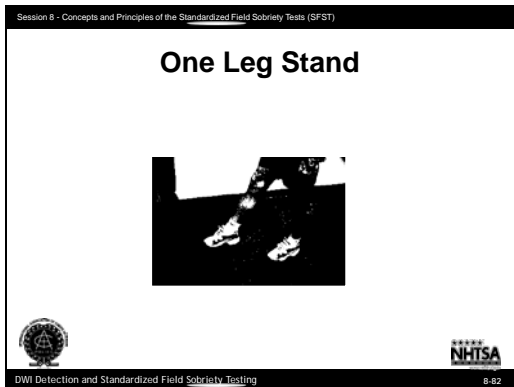 Session 8 - Concepts and Principles of the Standardized Field Sobriety Tests (SFST)
One Leg Stand
NHTSA
DWI Detection and Standardized Field Sobriety Testing
8-82